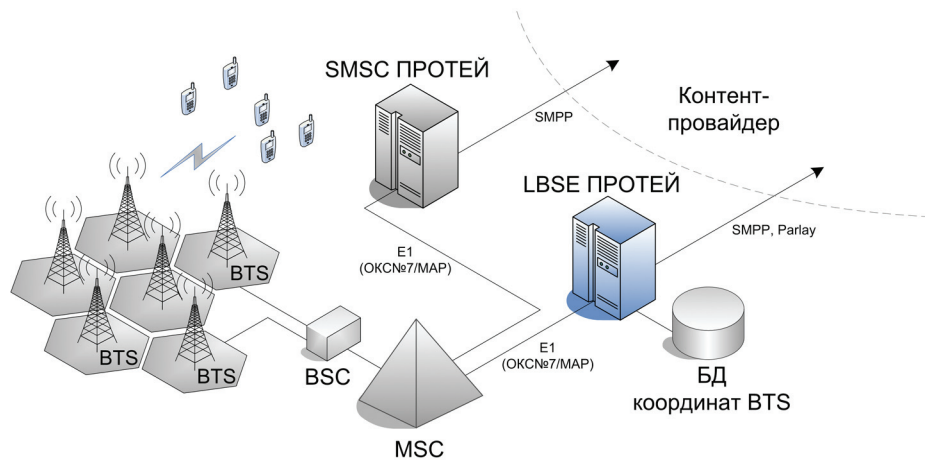 SMSC ПРОТЕЙ
SMPP
Контент-
провайдер
LBSE ПРОТЕЙ
SMPP, Parlay
E1
(ОКС№7/MAP)
BTS
BTS
BTS
BSC
MSC
E1
(ОКС№7/MAP)
БД
координат BTS